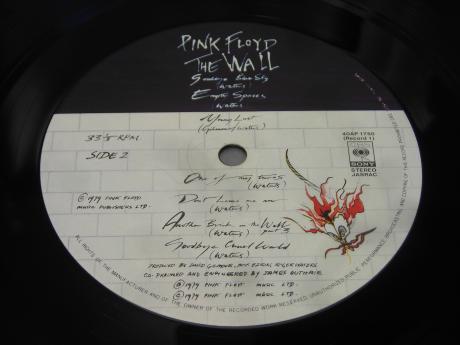 PINK FLOYD
THE WALL
Goodbye Blue Sky
(Waters)
Empty Spaces
(Waters)
Young Lust
(Gilmour/Waters)
33 1/3 RPM
SIDE 2
40AP 1750
(Record 1)
SONY
STEREO
JASRAC
One of my turns
(Waters)
℗ 1979 PINK FLOYD
MUSIC PUBLISHERS LTD.
Dont Leave me now
(Waters)
Another Brick in the Wall
(Waters) part 3
Goodbye Cruel World
(Waters)
PRODUCED BY DAVID GILMOUR, BOB EZRIN, ROGER WATERS
CO-PRODUCED AND ENGINEERED BY JAMES GUTHRIE
℗ 1979 PINK FLOYD MUSIC LTD.
© 1979 PINK FLOYD MUSIC LTD.
ALL RIGHTS OF THE MANUFACTURER AND OF THE OWNER OF THE RECORDED WORK RESERVED. UNAUTHORIZED PUBLIC PERFORMANCE, BROADCASTING AND COPYING OF THIS RECORD PROHIBITED